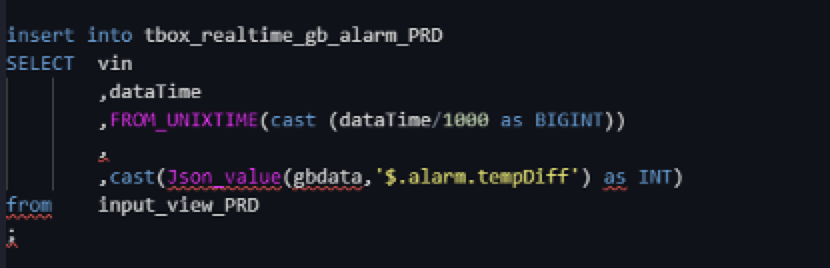 insert into tbox_realtime_gb_alarm_PRD
SELECT vin
,dataTime
,FROM_UNIXTIME(cast (dataTime/1000 as BIGINT))
,
,cast(Json_value(gbdata,'$.alarm.tempDiff') as INT)
from input_view_PRD
;